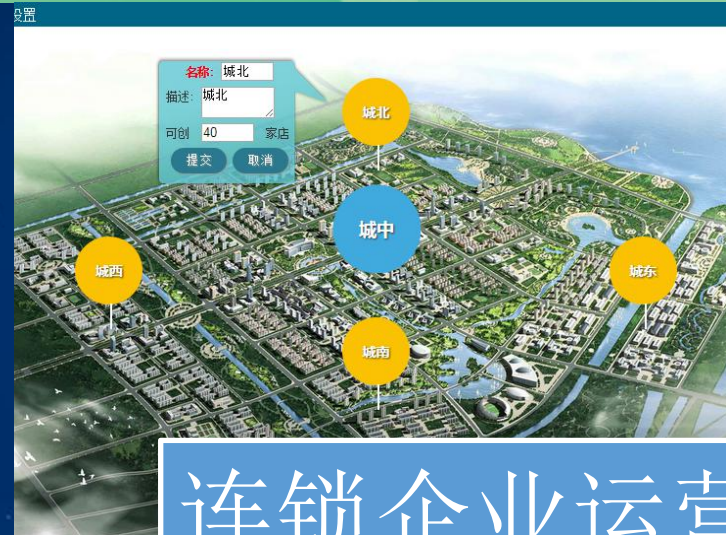 设置
名称: 城北
描述: 城北
可创 40 家店
提交 取消
城北
城中
城西
城东
城南
连锁企业运营